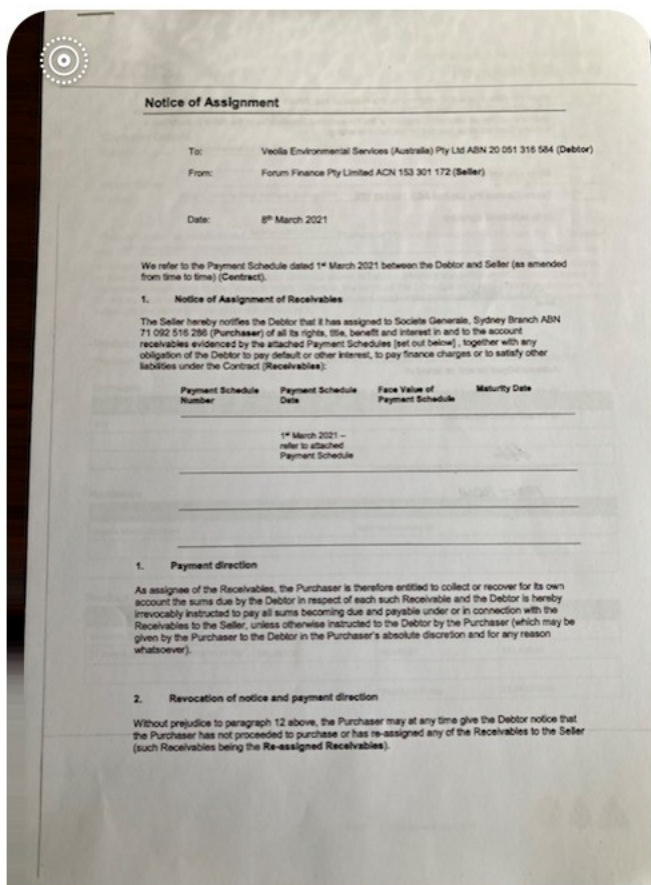 Notice of Assignment
To: Veolia Environmental Services (Australia) Pty Ltd ABN 20 051 316 584 (Debtor)
From: Forum Finance Pty Limited ACN 153 301 172 (Seller)
Date: 8th March 2021
We refer to the Payment Schedule dated 1st March 2021 between the Debtor and Seller (as amended
from time to time) (Contract).
1. Notice of Assignment of Receivables
The Seller hereby notifies the Debtor that it has assigned to Societe Generale, Sydney Branch ABN
71 092 516 286 (Purchaser) of all its rights, title, benefit and interest in and to the account
receivables evidenced by the attached Payment Schedules [set out below] , together with any
obligation of the Debtor to pay default or other interest, to pay finance charges or to satisfy other
liabilities under the Contract (Receivables):
Payment Schedule Payment Schedule Face Value of Maturity Date
Number Date Payment Schedule
1st March 2021 –
refer to attached
Payment Schedule
1. Payment direction
As assignee of the Receivables, the Purchaser is therefore entitled to collect or recover for its own
account the sums due by the Debtor in respect of each such Receivable and the Debtor is hereby
irrevocably instructed to pay all sums becoming due and payable under or in connection with the
Receivables to the Seller, unless otherwise instructed to the Debtor by the Purchaser (which may be
given by the Purchaser to the Debtor in the Purchaser's absolute discretion and for any reason
whatsoever).
2. Revocation of notice and payment direction
Without prejudice to paragraph 12 above, the Purchaser may at any time give the Debtor notice that
the Purchaser has not proceeded to purchase or has re-assigned any of the Receivables to the Seller
(such Receivables being the Re-assigned Receivables).